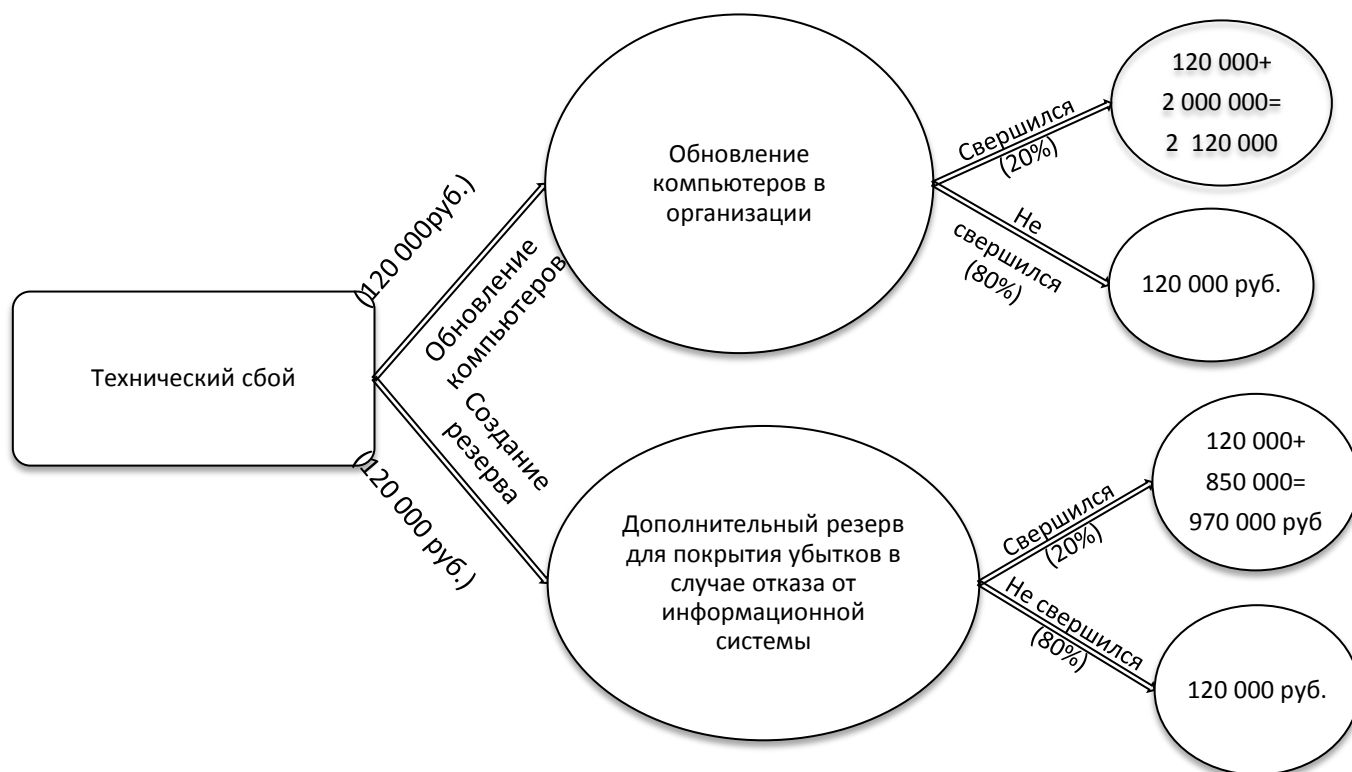 Технический сбой
(120 000руб.)
Обновление
компьютеров
Обновление
компьютеров в
организации
Свершился
(20%)
120 000+
2 000 000=
2 120 000
Не
свершился
(80%)
120 000 руб.
Создание
резерва
(120 000 руб.)
Дополнительный резерв
для покрытия убытков в
случае отказа от
информационной
системы
Свершился
(20%)
120 000+
850 000=
970 000 руб
Не свершился
(80%)
120 000 руб.